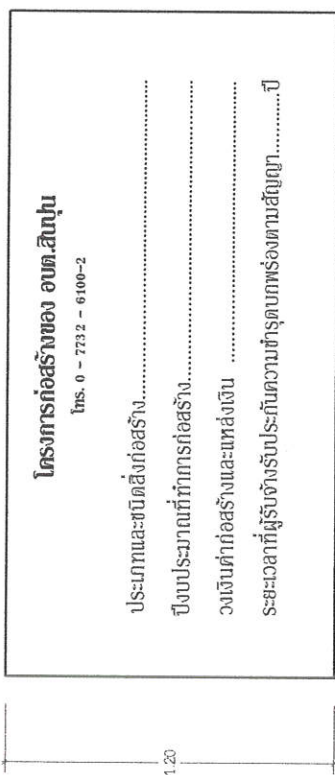 โครงการก่อสร้างของ อบต.สินปุน
โทร. 0 - 7732 - 6100-2
ประเภทและชนิดสิ่งก่อสร้าง....................................................
ปีงบประมาณที่ทำการก่อสร้าง....................................................
วงเงินค่าก่อสร้างและแหล่งเงิน ....................................................
ระยะเวลาที่ผู้รับจ้างรับประกันความชำรุดบกพร่องตามสัญญา............ปี
1.20